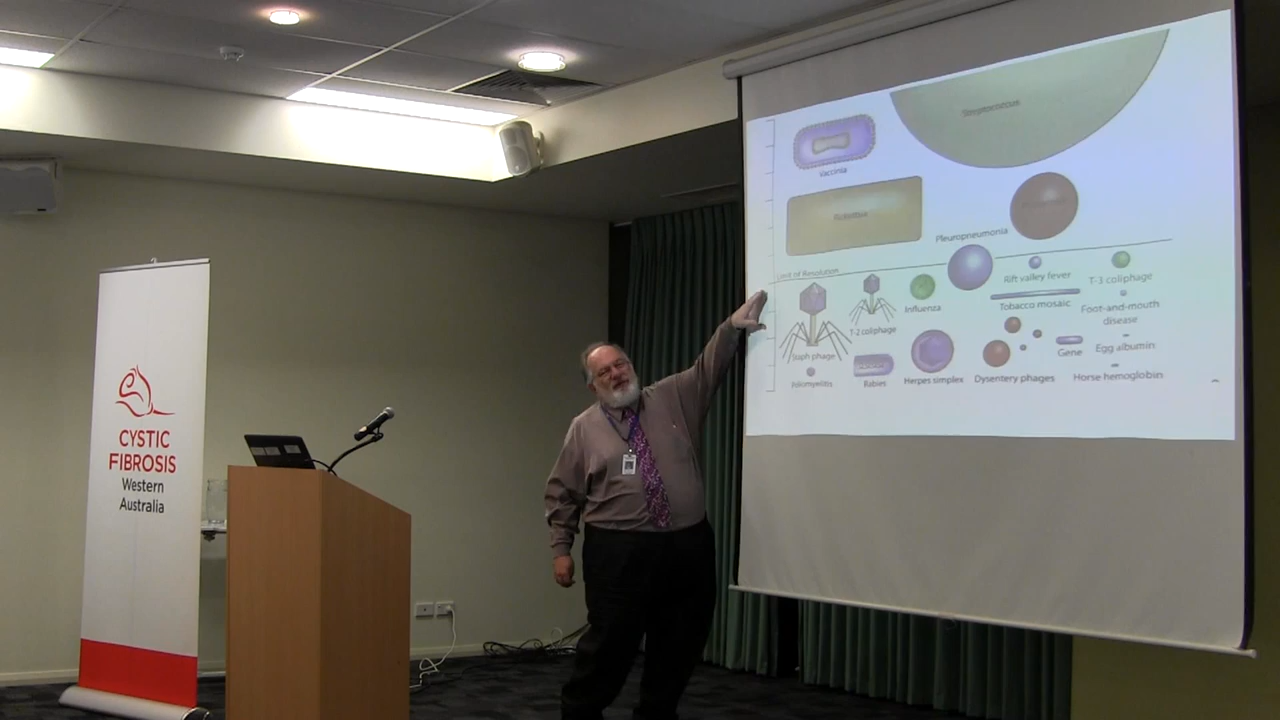 CYSTIC
FIBROSIS
Western
Australia
Streptococcus
Vaccinia
Rickettsia
Pleuropneumonia
Limit of Resolution
Rift valley fever
T-3 coliphage
Influenza
Tobacco mosaic
Foot-and-mouth
disease
T-2 coliphage
Staph phage
Gene
Egg albumin
Poliomyelitis
Rabies
Herpes simplex
Dysentery phages
Horse hemoglobin